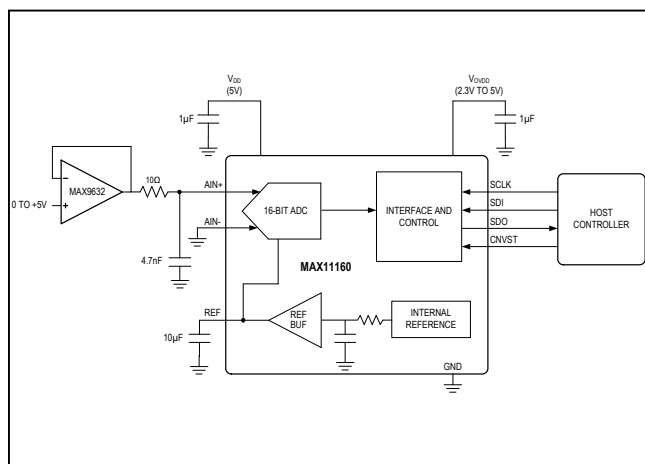 VDD
(5V)
VOVDD
(2.3V TO 5V)
1µF
1µF
MAX9632
10Ω
0 TO +5V
4.7nF
AIN+
AIN-
16-BIT ADC
INTERFACE AND
CONTROL
SCLK
SDI
SDO
CNVST
HOST
CONTROLLER
MAX11160
REF
10µF
REF
BUF
INTERNAL
REFERENCE
GND